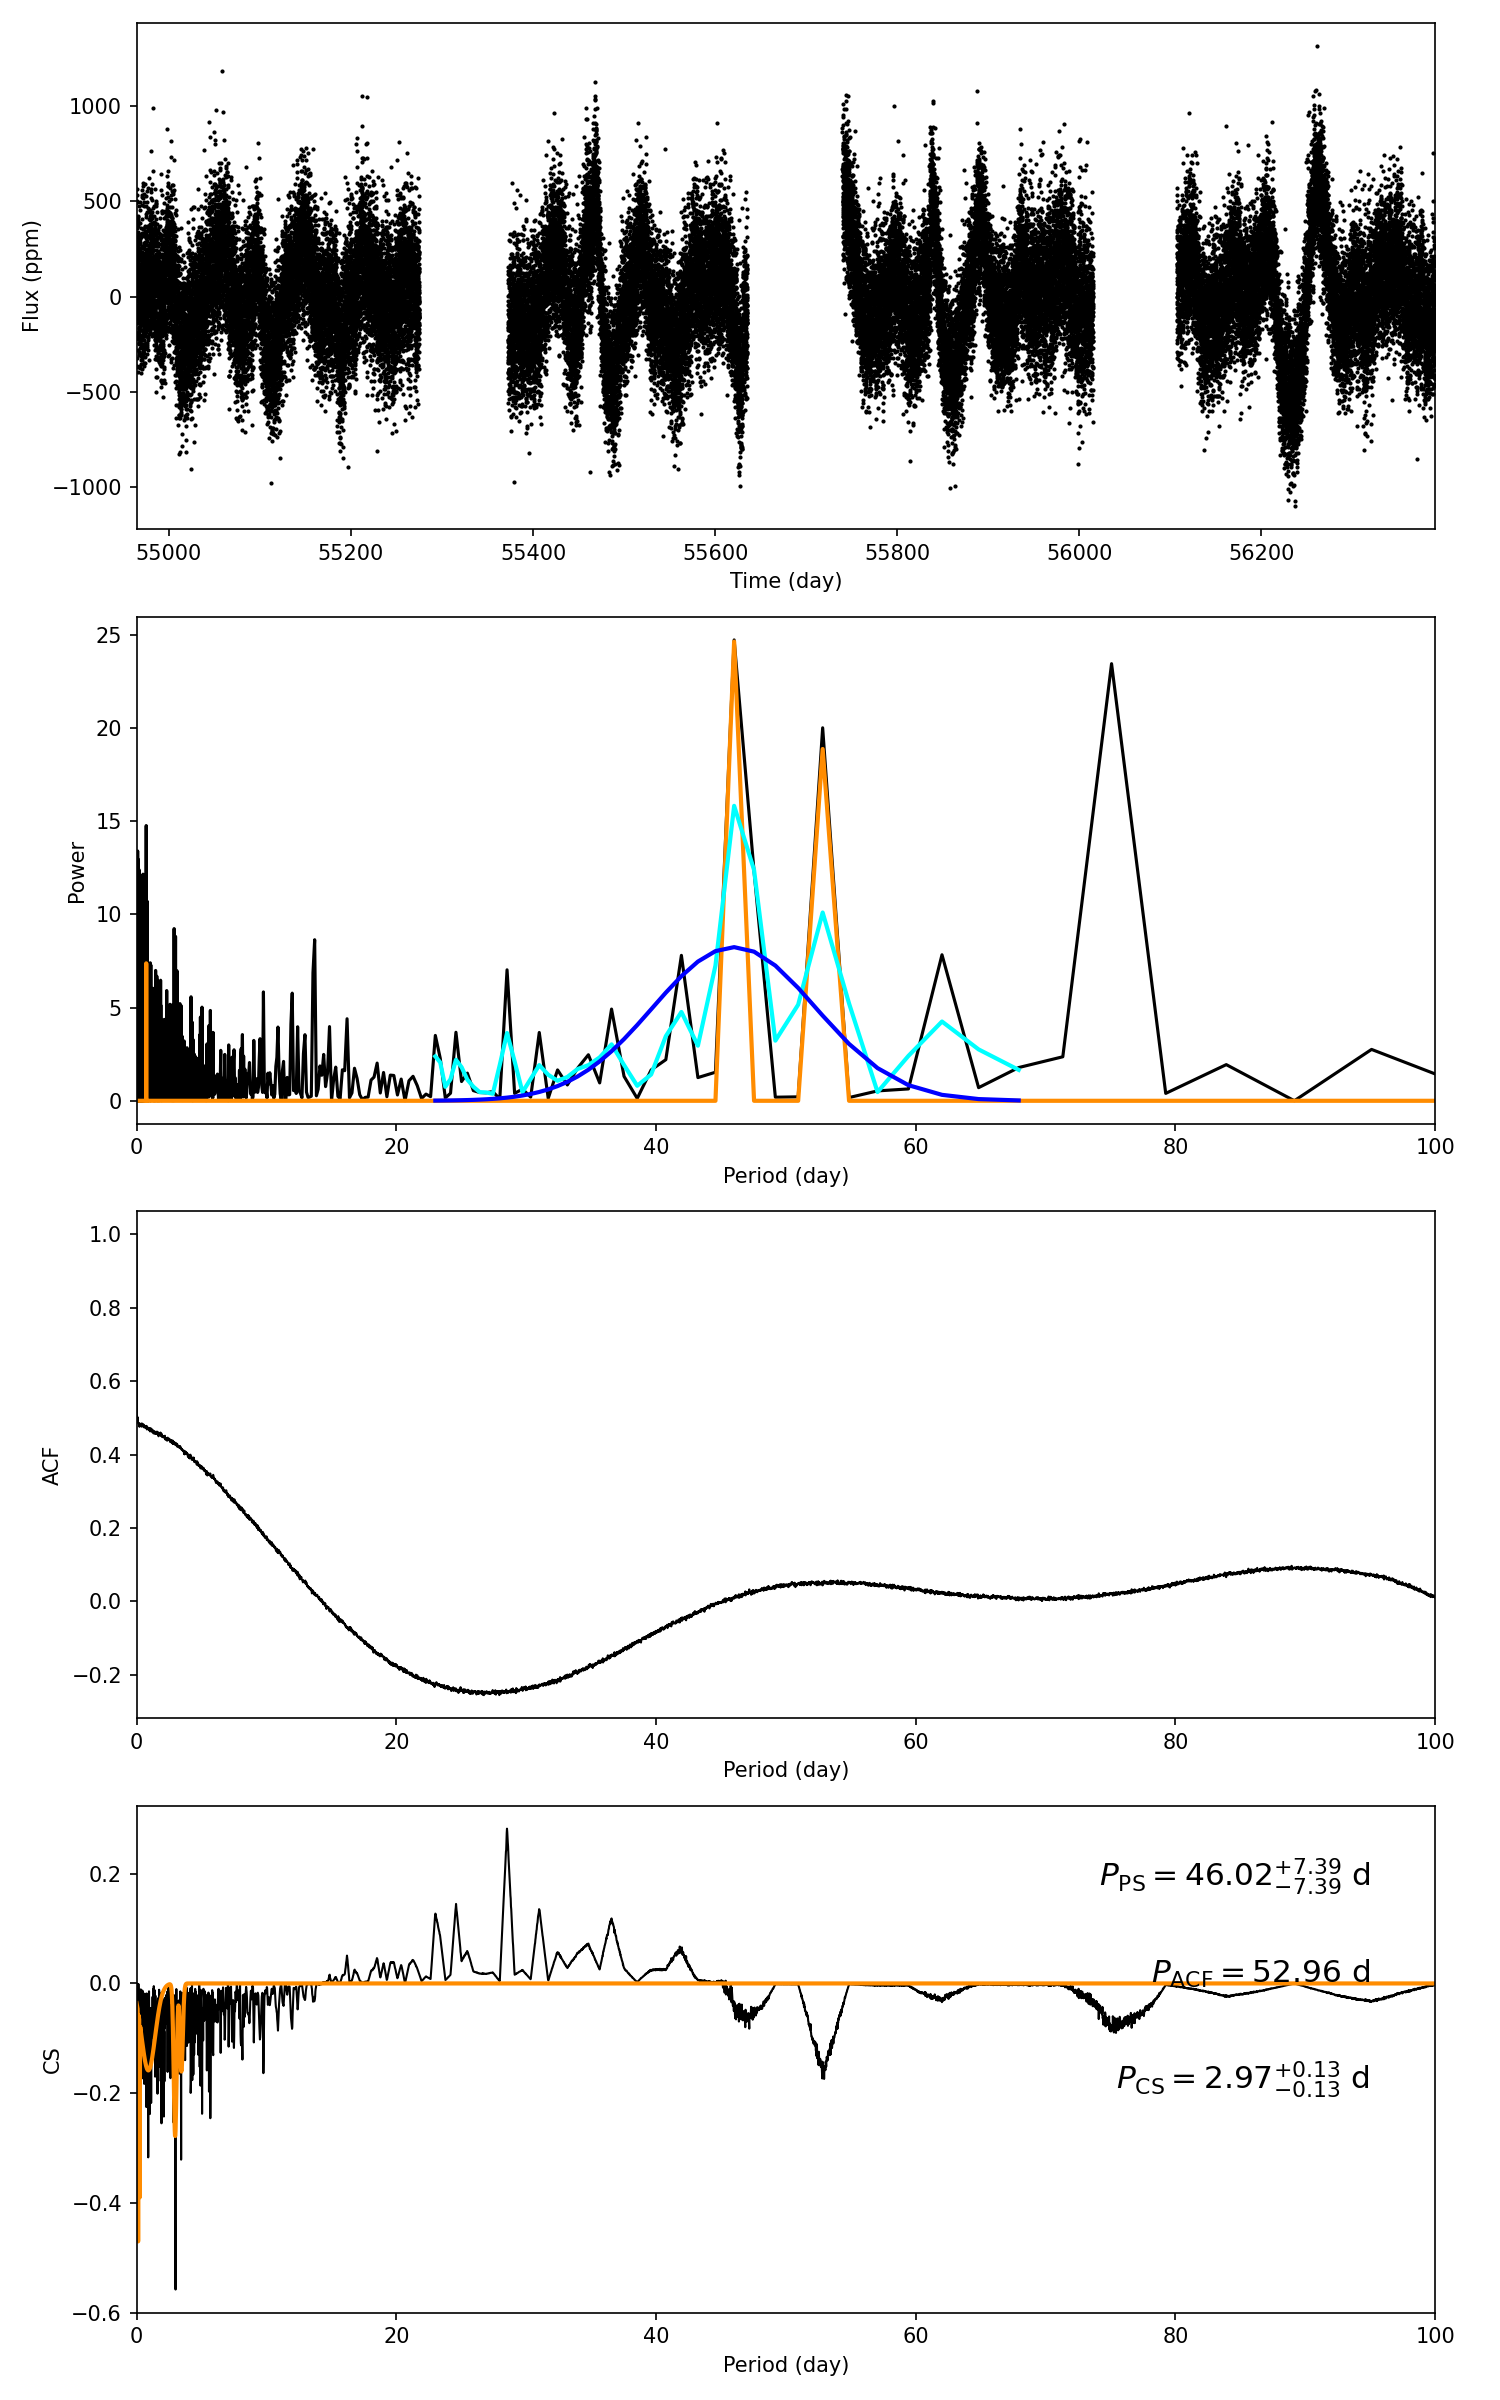 1000
500
0
−500
−1000
Flux (ppm)
55000 55200 55400 55600 55800 56000 56200
Time (day)
25
20
15
10
5
0
Power
0 20 40 60 80 100
Period (day)
1.0
0.8
0.6
0.4
0.2
0.0
−0.2
ACF
0 20 40 60 80 100
Period (day)
0.2
0.0
−0.2
−0.4
−0.6
CS
P_PS = 46.02 +7.39 −7.39 d
P_ACF = 52.96 d
P_CS = 2.97 +0.13 −0.13 d
0 20 40 60 80 100
Period (day)